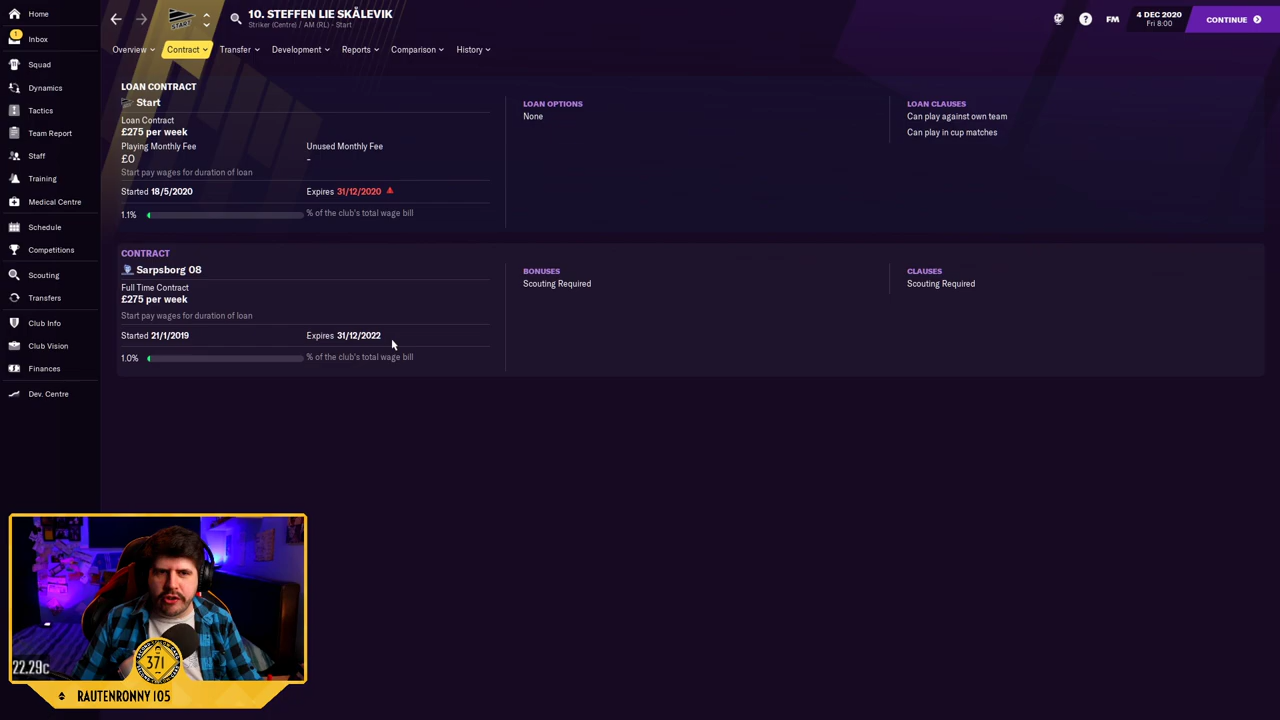 Home
1
Inbox
Squad
Dynamics
Tactics
Team Report
Staff
Training
Medical Centre
Schedule
Competitions
Scouting
Transfers
Club Info
Club Vision
Finances
Dev. Centre
START
10. STEFFEN LIE SKÅLEVIK
Striker (Centre) / AM (RL) - Start
? FM
4 DEC 2020
Fri 8:00
CONTINUE
Overview Contract Transfer Development Reports Comparison History
LOAN CONTRACT
Start
Loan Contract
£275 per week
Playing Monthly Fee Unused Monthly Fee
£0 -
Start pay wages for duration of loan
Started 18/5/2020 Expires 31/12/2020
1.1% % of the club's total wage bill
LOAN OPTIONS
None
LOAN CLAUSES
Can play against own team
Can play in cup matches
CONTRACT
Sarpsborg 08
Full Time Contract
£275 per week
Start pay wages for duration of loan
Started 21/1/2019 Expires 31/12/2022
1.0% % of the club's total wage bill
BONUSES
Scouting Required
CLAUSES
Scouting Required
22.29c
371
RAUTENRONNY 105